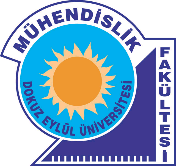 MÜHENDİSLİK
FAKÜLTESİ
DOKUZ EYLÜL ÜNİVERSİTESİ